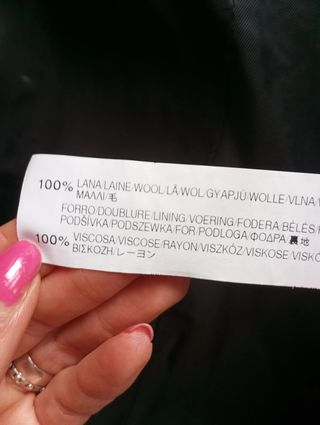 100% LANA/LAINE/WOOL/LÃ/WOL/GYAPJÚ/WOLLE/VLNA/
ΜΑΛΛΙ/毛
FORRO/DOUBLURE/LINING/VOERING/FODERA/BÉLÉS/
PODŠÍVKA/PODSZEWKA/FOR/PODLOGA/ΦΟΔΡΑ/裏地
100% VISCOSA/VISCOSE/RAYON/VISZKÓZ/VISKOSE/
ΒΙΣΚΟΖΗ/レーヨン